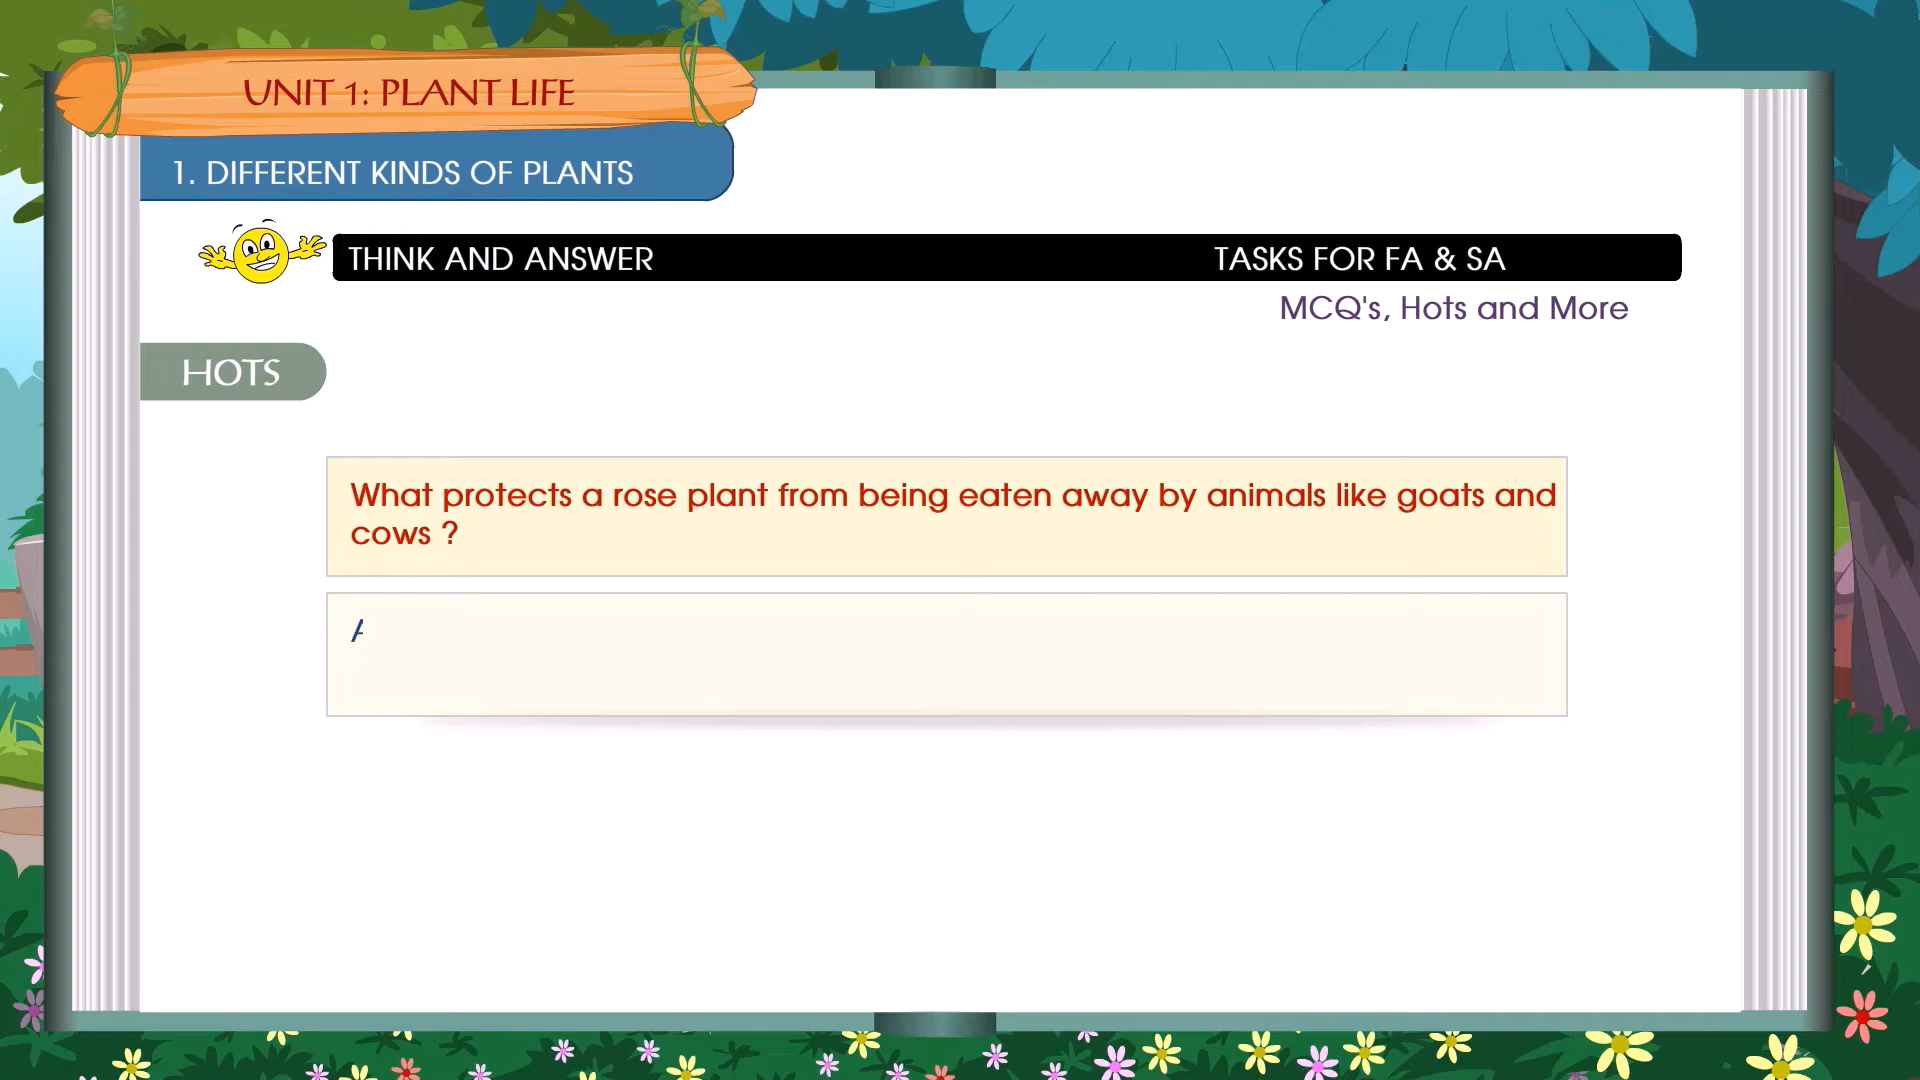 UNIT 1: PLANT LIFE
1. DIFFERENT KINDS OF PLANTS
THINK AND ANSWER TASKS FOR FA & SA
MCQ's, Hots and More
HOTS
What protects a rose plant from being eaten away by animals like goats and
cows ?